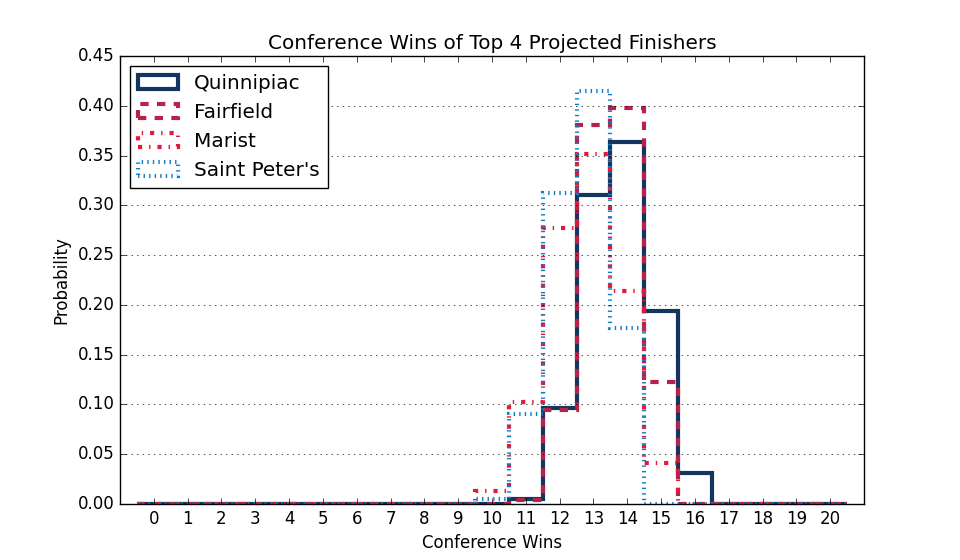 Conference Wins of Top 4 Projected Finishers
0.45
0.40
0.35
0.30
0.25
0.20
0.15
0.10
0.05
0.00
Probability
Quinnipiac
Fairfield
Marist
Saint Peter's
0 1 2 3 4 5 6 7 8 9 10 11 12 13 14 15 16 17 18 19 20
Conference Wins